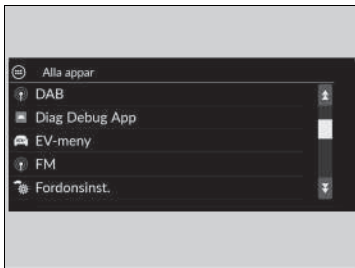 Alla appar
DAB
Diag Debug App
EV-meny
FM
Fordonsinst.